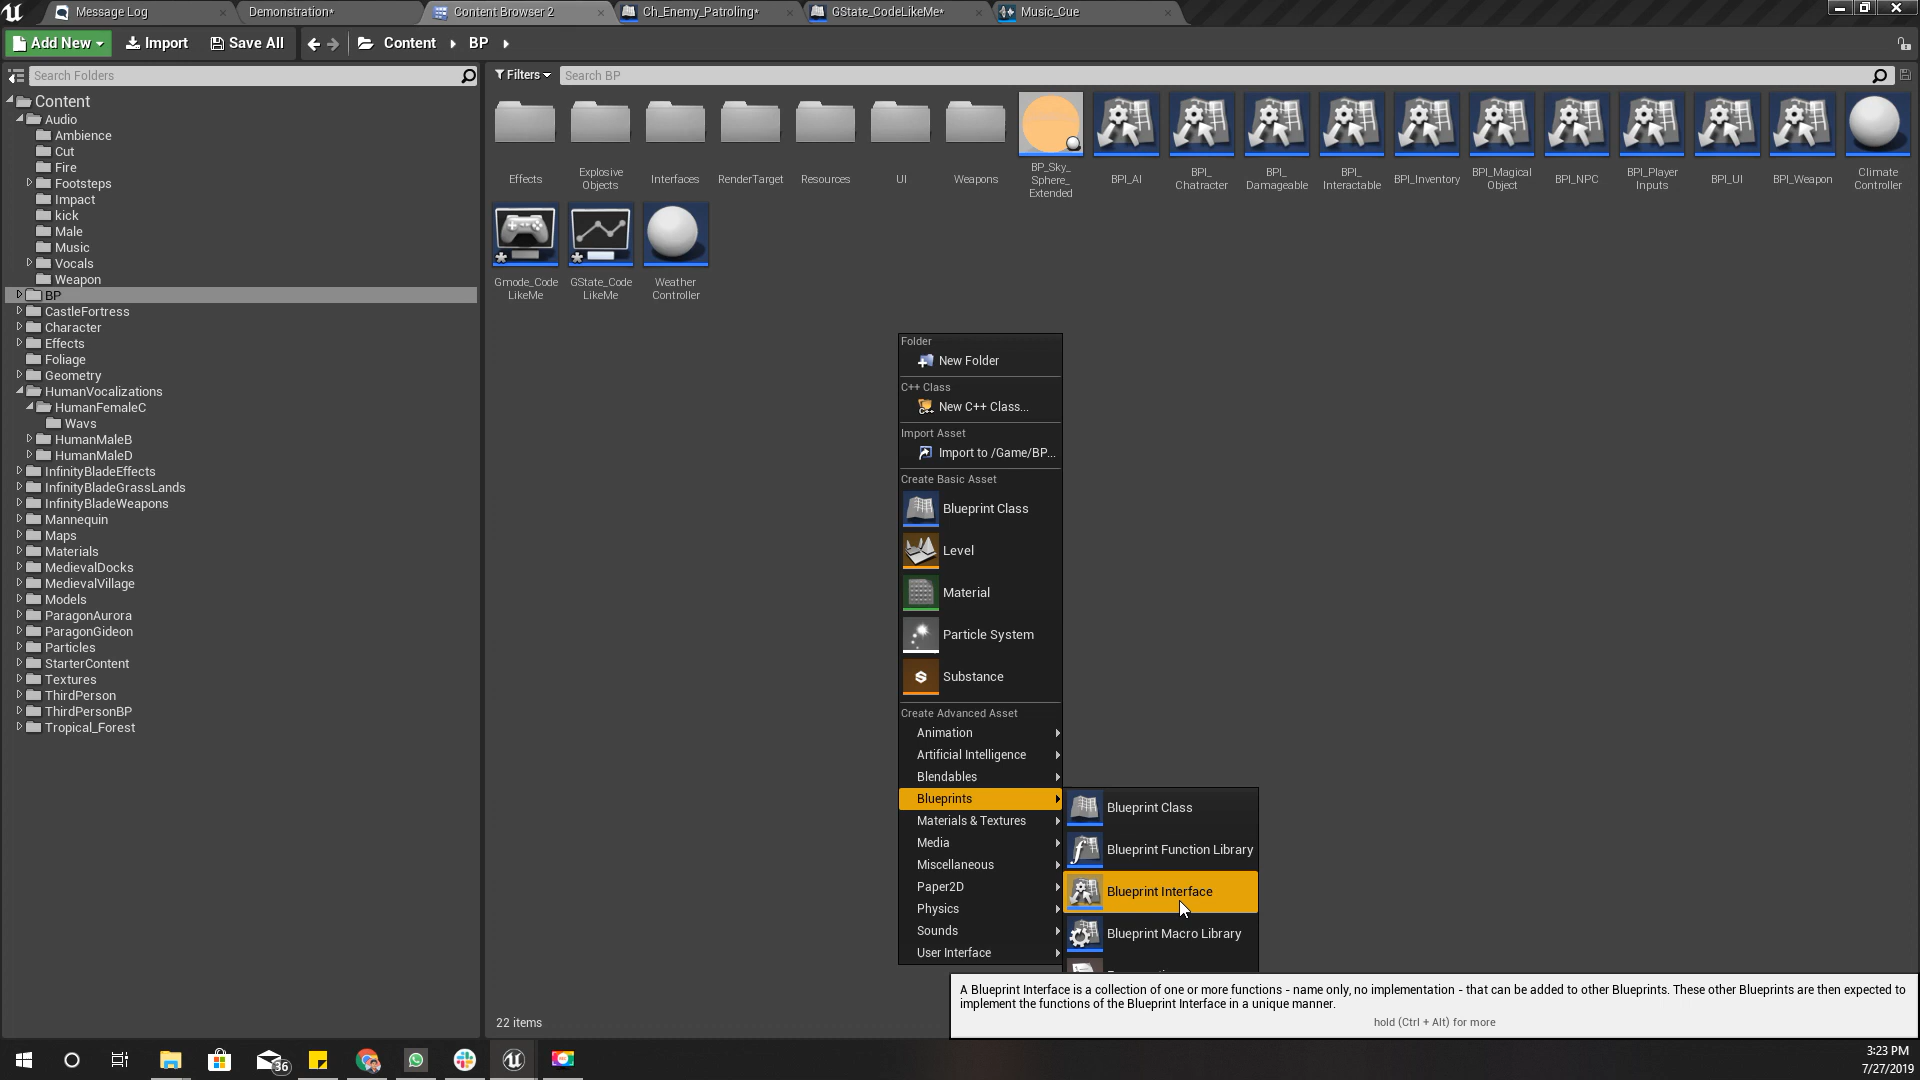 Message Log
Demonstration*
Content Browser 2
Ch_Enemy_Patroling*
GState_CodeLikeMe*
Music_Cue
Add New
Import
Save All
Content
BP
Search Folders
Filters
Search BP
Content
Audio
Ambience
Cut
Fire
Footsteps
Impact
kick
Male
Music
Vocals
Weapon
BP
CastleFortress
Character
Effects
Foliage
Geometry
HumanVocalizations
HumanFemaleC
Wavs
HumanMaleB
HumanMaleD
InfinityBladeEffects
InfinityBladeGrassLands
InfinityBladeWeapons
Mannequin
Maps
Materials
MedievalDocks
MedievalVillage
Models
ParagonAurora
ParagonGideon
Particles
StarterContent
Textures
ThirdPerson
ThirdPersonBP
Tropical_Forest
Effects
Explosive
Objects
Interfaces
RenderTarget
Resources
UI
Weapons
BP_Sky_
Sphere_
Extended
BPI_AI
BPI_
Chatracter
BPI_
Damageable
BPI_
Interactable
BPI_Inventory
BPI_Magical
Object
BPI_NPC
BPI_Player
Inputs
BPI_UI
BPI_Weapon
Climate
Controller
Gmode_Code
LikeMe
GState_Code
LikeMe
Weather
Controller
Folder
New Folder
C++ Class
New C++ Class...
Import Asset
Import to /Game/BP...
Create Basic Asset
Blueprint Class
Level
Material
Particle System
Substance
Create Advanced Asset
Animation
Artificial Intelligence
Blendables
Blueprints
Materials & Textures
Media
Miscellaneous
Paper2D
Physics
Sounds
User Interface
Blueprint Class
Blueprint Function Library
Blueprint Interface
Blueprint Macro Library
A Blueprint Interface is a collection of one or more functions - name only, no implementation - that can be added to other Blueprints. These other Blueprints are then expected to
implement the functions of the Blueprint Interface in a unique manner.
hold (Ctrl + Alt) for more
22 items
36
3:23 PM
7/27/2019